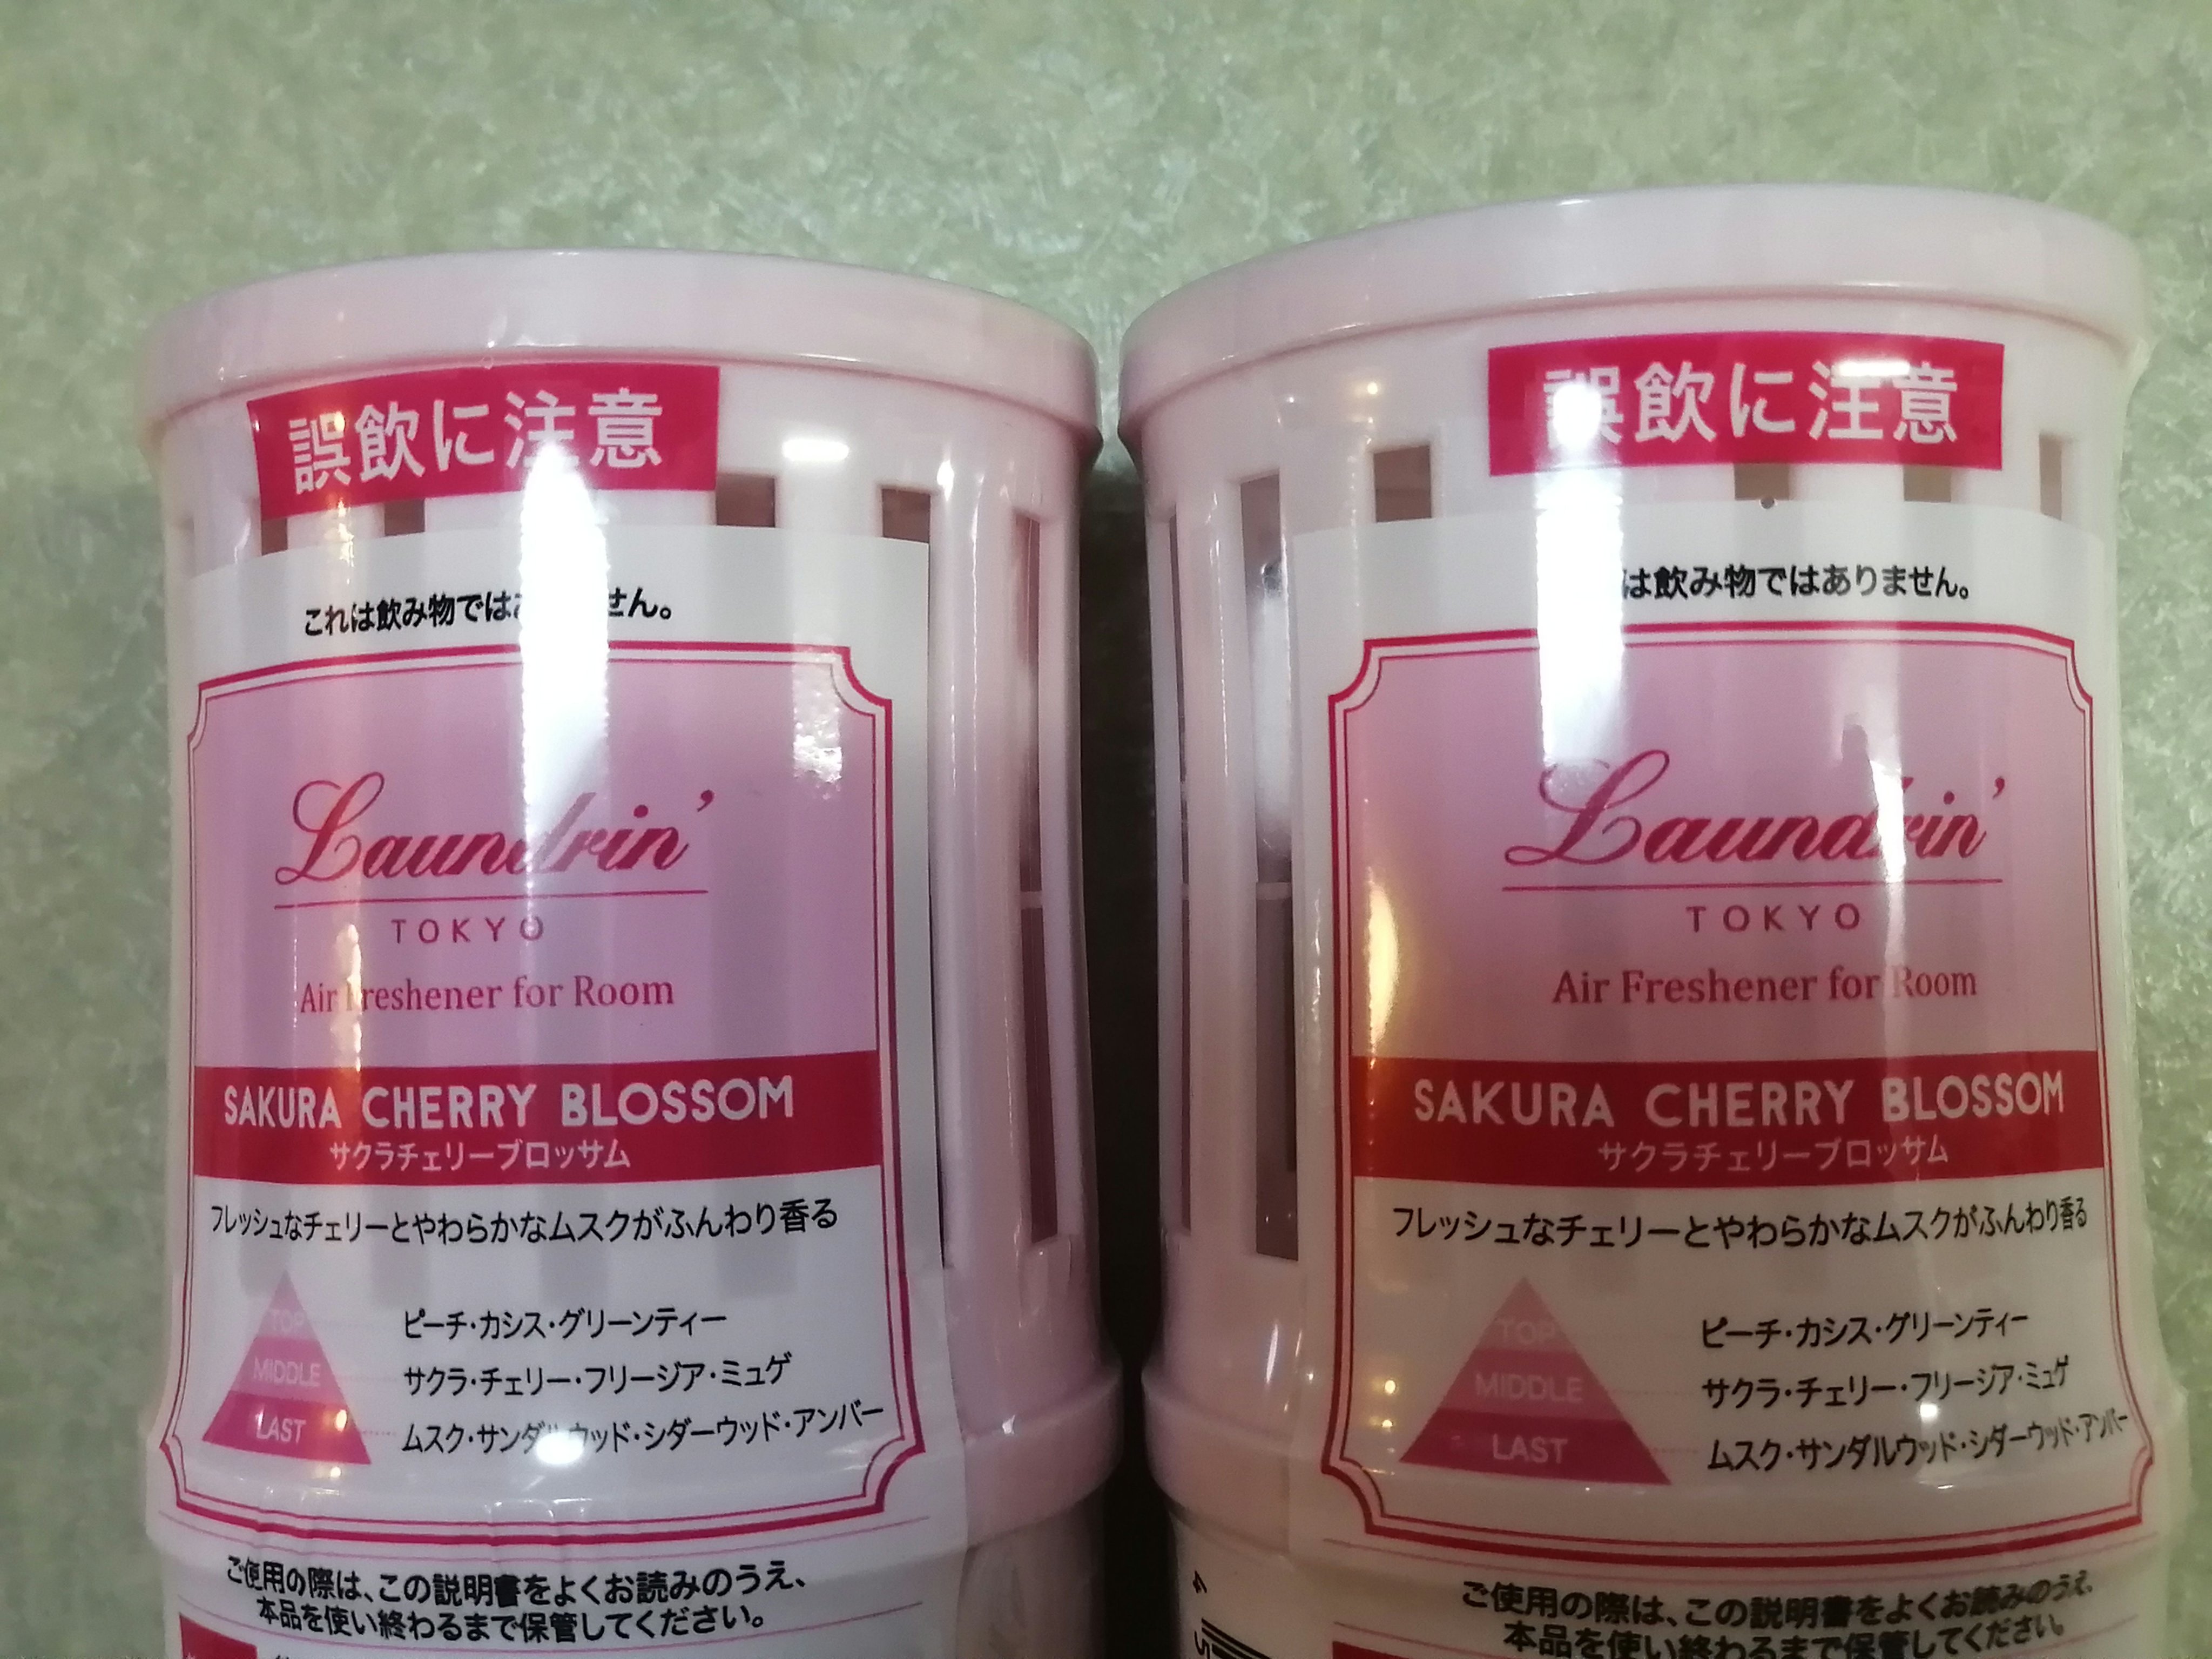 誤飲に注意
これは飲み物ではありません。
Laundrin'
TOKYO
Air Freshener for Room
SAKURA CHERRY BLOSSOM
サクラチェリーブロッサム
フレッシュなチェリーとやわらかなムスクがふんわり香る
TOP ピーチ・カシス・グリーンティー
MIDDLE サクラ・チェリー・フリージア・ミュゲ
LAST ムスク・サンダルウッド・シダーウッド・アンバー
ご使用の際は、この説明書をよくお読みのうえ、
本品を使い終わるまで保管してください。
誤飲に注意
は飲み物ではありません。
Laundrin'
TOKYO
Air Freshener for Room
SAKURA CHERRY BLOSSOM
サクラチェリーブロッサム
フレッシュなチェリーとやわらかなムスクがふんわり香る
TOP ピーチ・カシス・グリーンティー
MIDDLE サクラ・チェリー・フリージア・ミュゲ
LAST ムスク・サンダルウッド・シダーウッド・アンバー
ご使用の際は、この説明書をよくお読みのうえ、
本品を使い終わるまで保管してください。